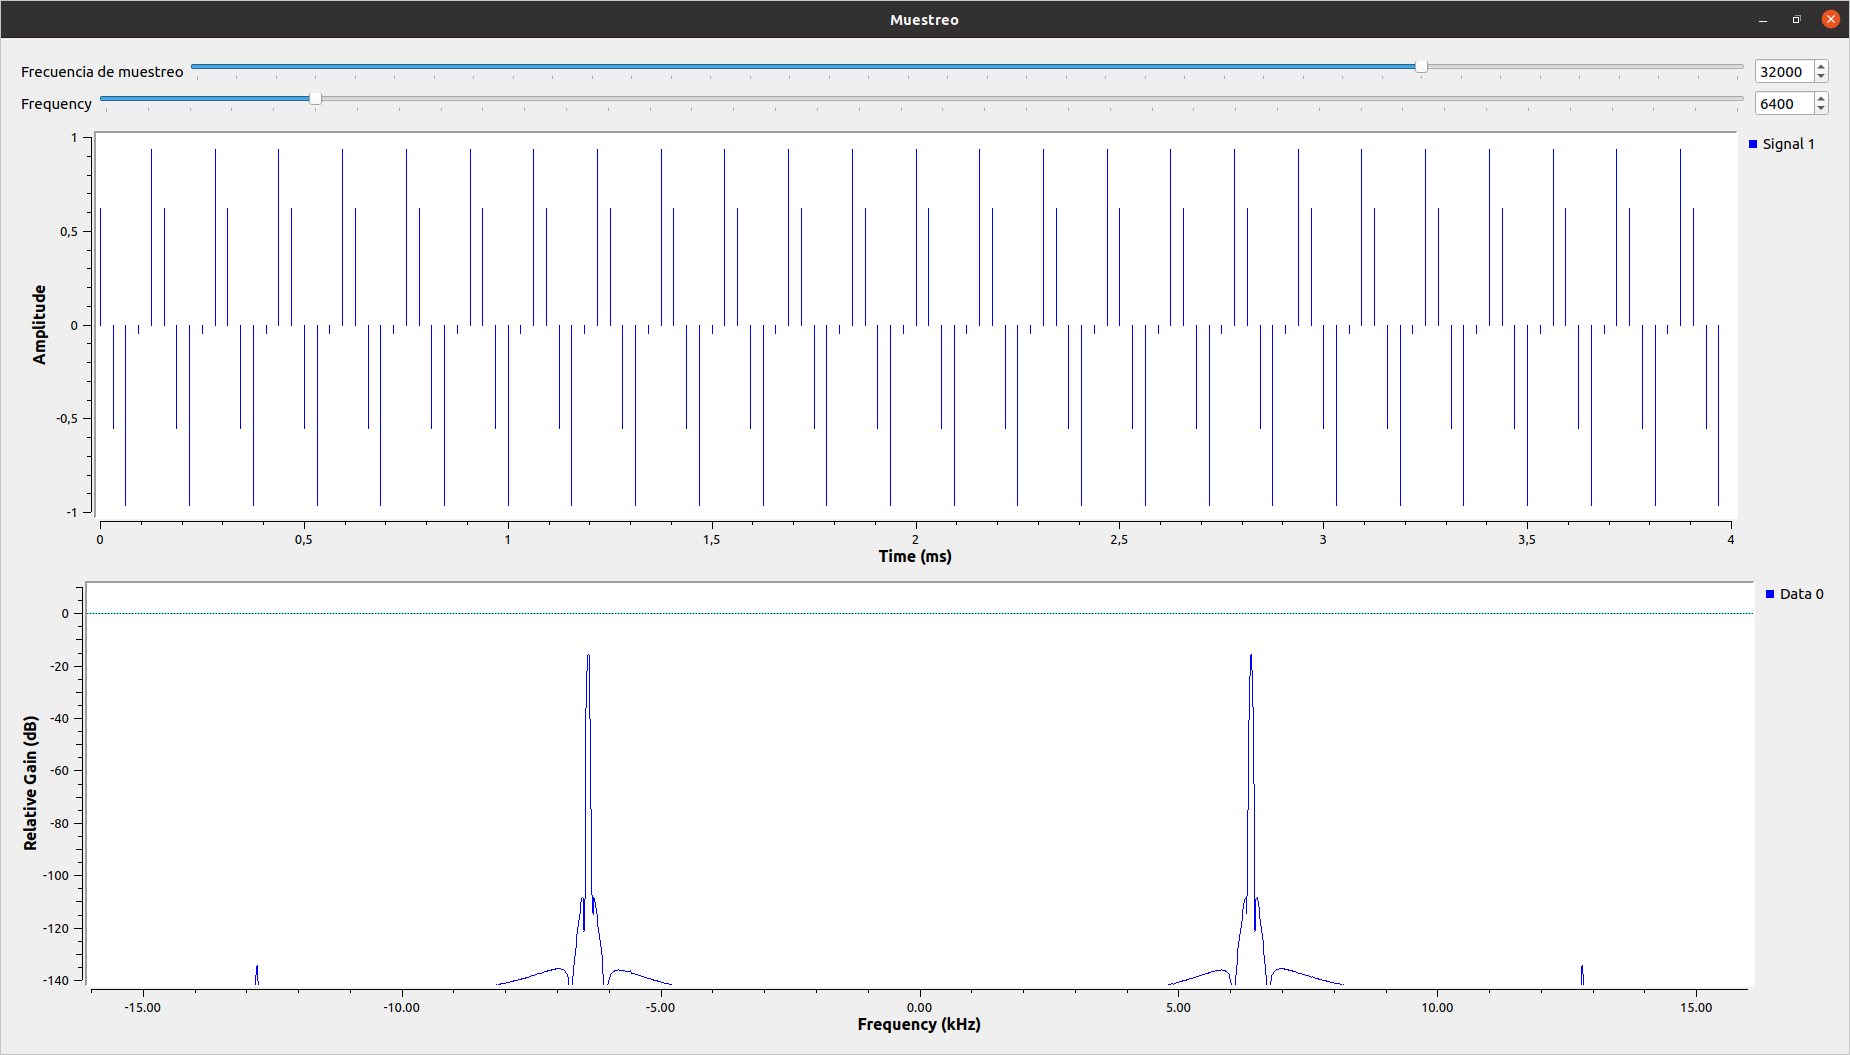 Muestreo
Frecuencia de muestreo 32000
Frequency 6400
Signal 1
Amplitude
1
0,5
0
-0,5
-1
0 0,5 1 1,5 2 2,5 3 3,5 4
Time (ms)
Data 0
Relative Gain (dB)
0
-20
-40
-60
-80
-100
-120
-140
-15.00 -10.00 -5.00 0.00 5.00 10.00 15.00
Frequency (kHz)